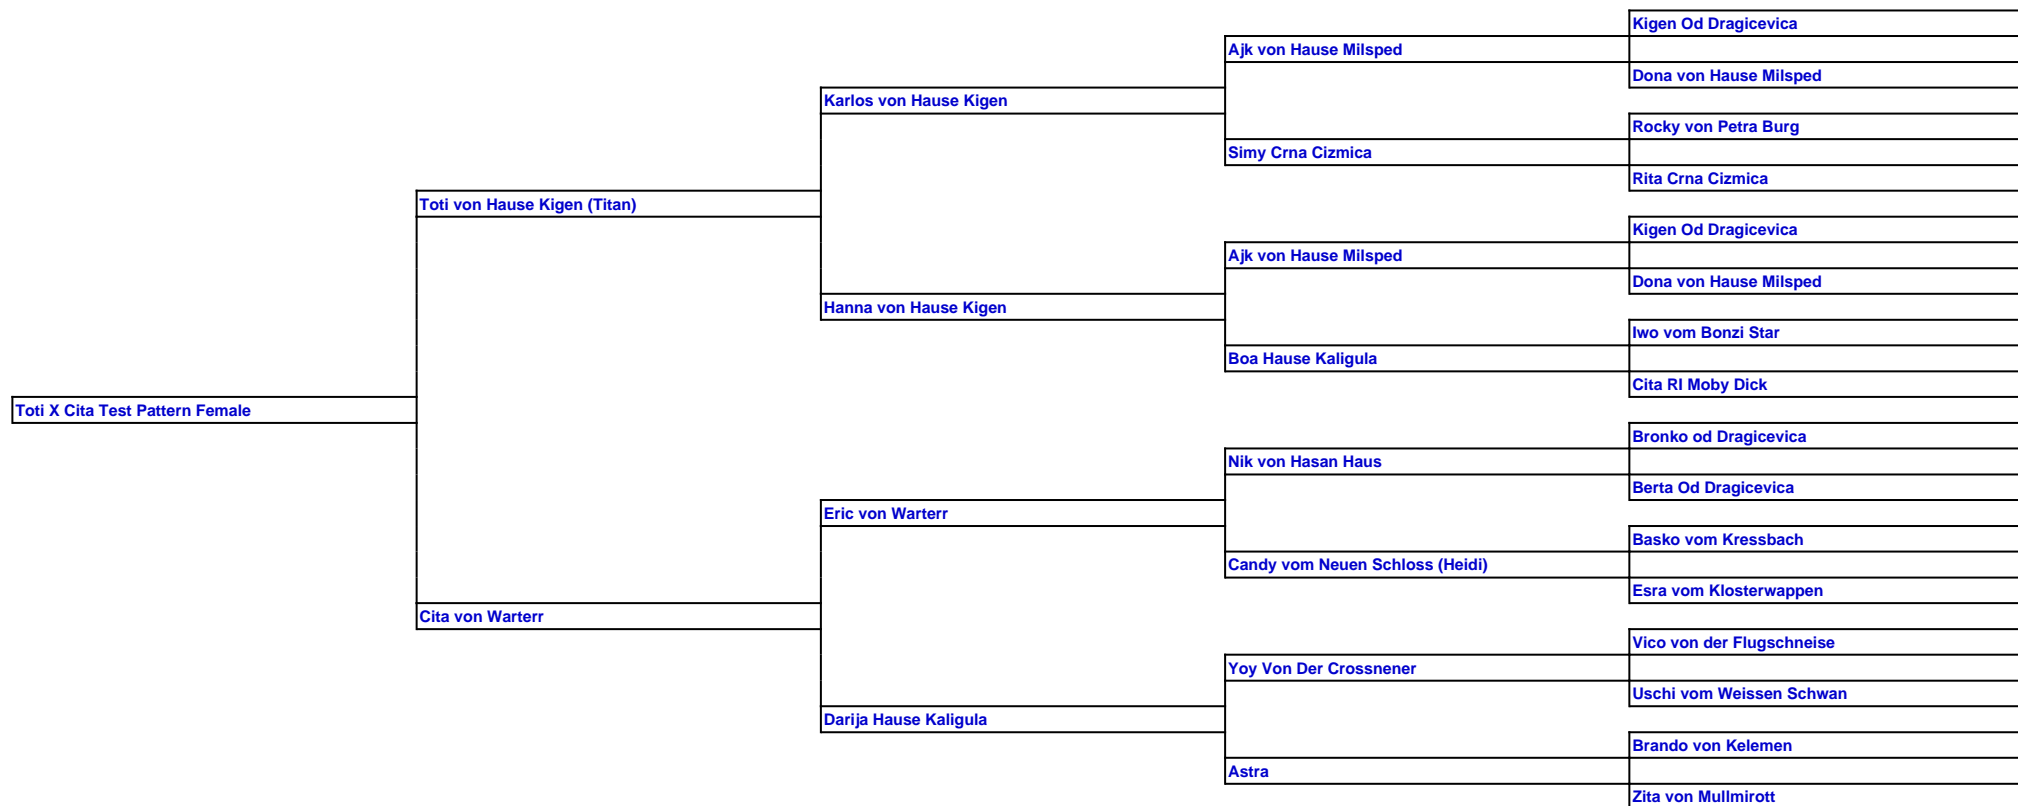 Kigen Od Dragicevica
Ajk von Hause Milsped
Dona von Hause Milsped
Karlos von Hause Kigen
Rocky von Petra Burg
Simy Crna Cizmica
Rita Crna Cizmica
Toti von Hause Kigen (Titan)
Kigen Od Dragicevica
Ajk von Hause Milsped
Dona von Hause Milsped
Hanna von Hause Kigen
Iwo vom Bonzi Star
Boa Hause Kaligula
Cita RI Moby Dick
Toti X Cita Test Pattern Female
Bronko od Dragicevica
Nik von Hasan Haus
Berta Od Dragicevica
Eric von Warterr
Basko vom Kressbach
Candy vom Neuen Schloss (Heidi)
Esra vom Klosterwappen
Cita von Warterr
Vico von der Flugschneise
Yoy Von Der Crossnener
Uschi vom Weissen Schwan
Darija Hause Kaligula
Brando von Kelemen
Astra
Zita von Mullmirott